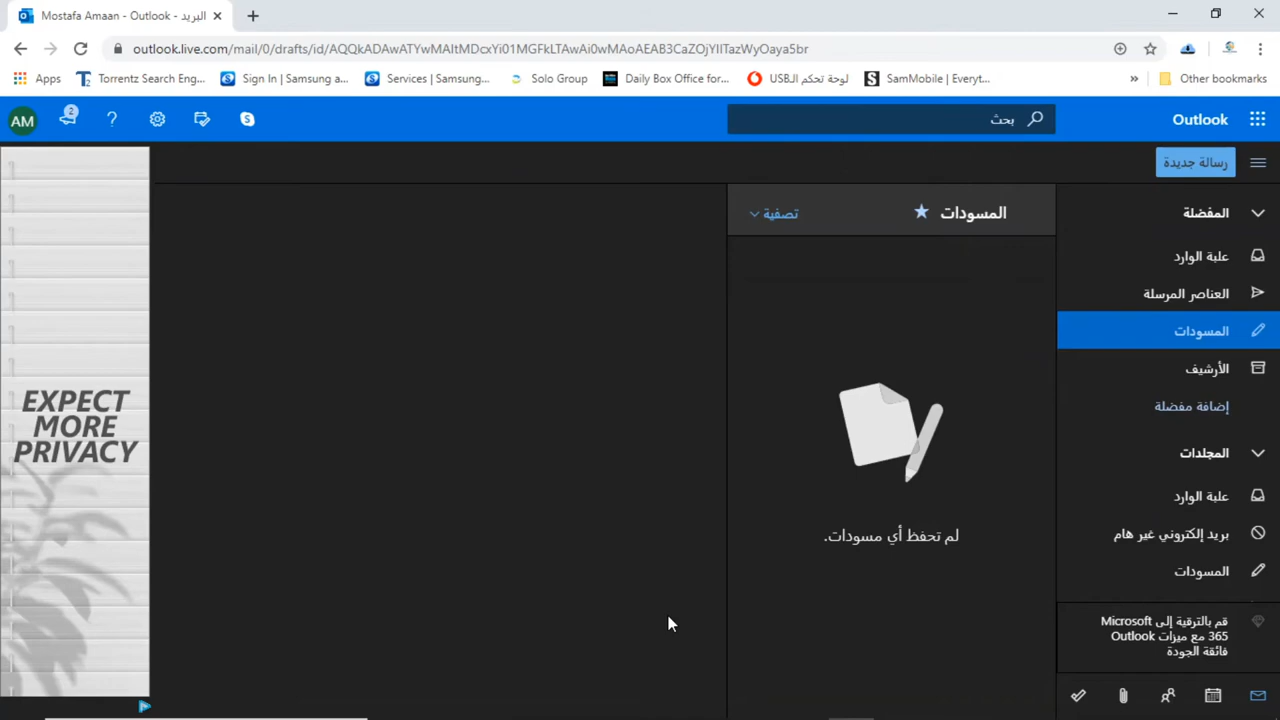 Mostafa Amaan - Outlook - البريد
outlook.live.com/mail/0/drafts/id/AQQkADAwATYwMAItMDcxYi01MGFkLTAwAi0wMAoAEAB3CaZOjYIITazWyOaya5br
Apps
Torrentz Search Eng...
Sign In | Samsung a...
Services | Samsung...
Solo Group
Daily Box Office for...
لوحة تحكم الـUSB
SamMobile | Everyt...
»
Other bookmarks
AM
2
بحث
Outlook
رسالة جديدة
المسودات
تصفية
المفضلة
علبة الوارد
العناصر المرسلة
المسودات
الأرشيف
إضافة مفضلة
المجلدات
علبة الوارد
بريد إلكتروني غير هام
المسودات
لم تحفظ أي مسودات.
قم بالترقية إلى Microsoft
365 مع ميزات Outlook
فائقة الجودة
EXPECT
MORE
PRIVACY